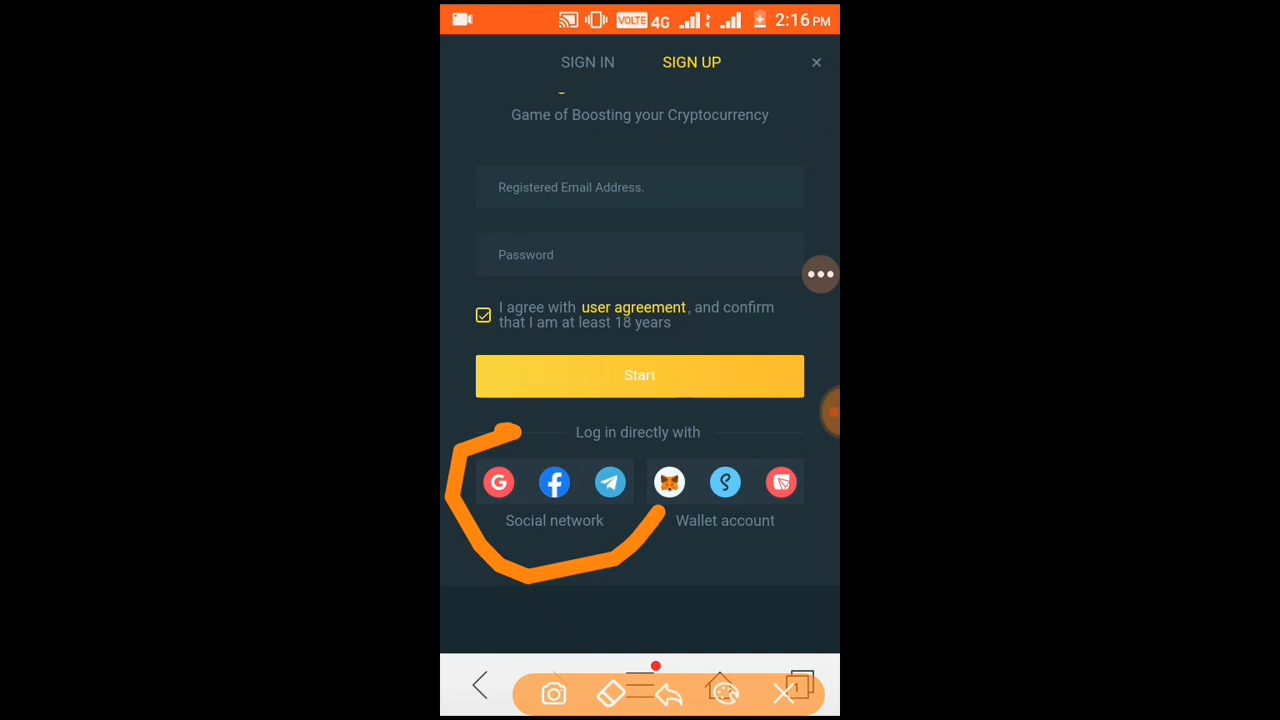 VOLTE 4G 2:16 PM
SIGN IN SIGN UP ×
Game of Boosting your Cryptocurrency
Registered Email Address.
Password
I agree with user agreement, and confirm
that I am at least 18 years
Start
Log in directly with
Social network Wallet account
1